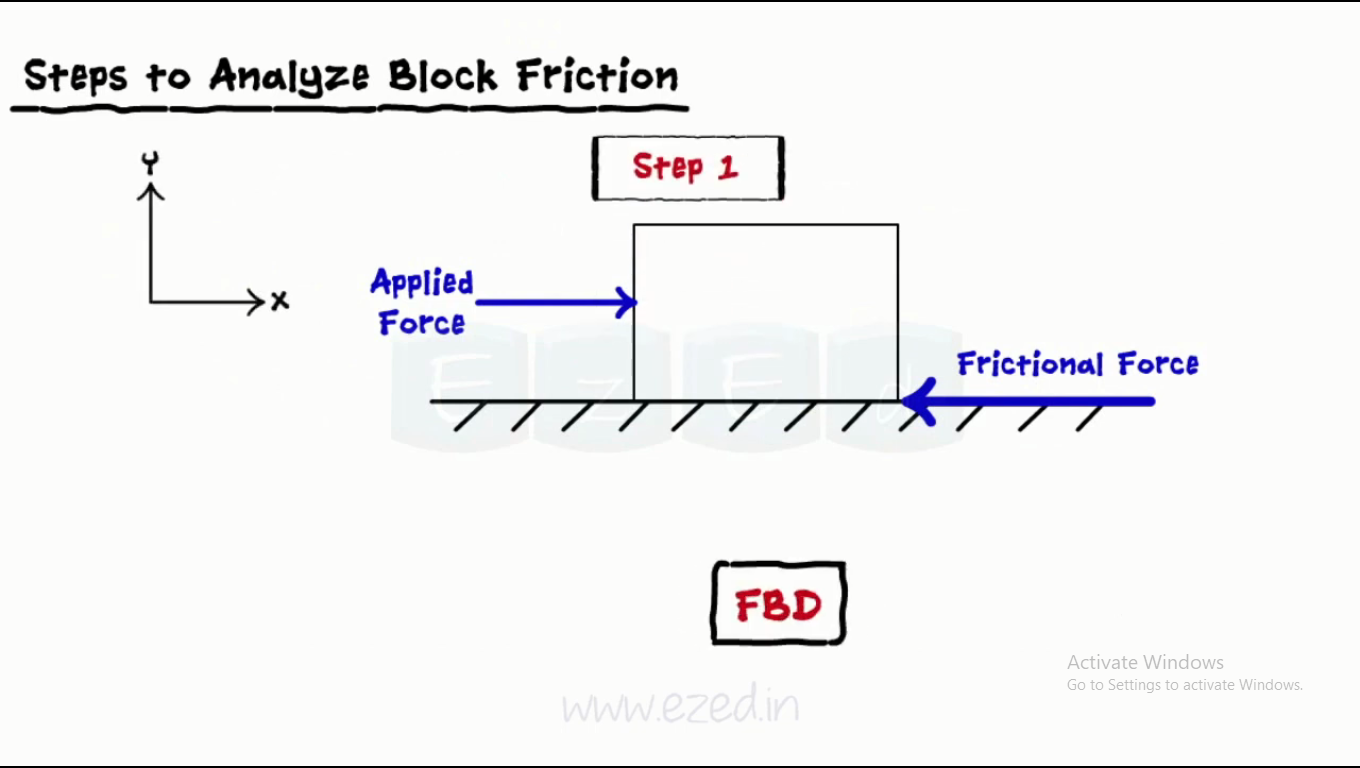 Steps to Analyze Block Friction
Step 1
Y
X
Applied
Force
Frictional Force
E z E d
FBD
Activate Windows
Go to Settings to activate Windows.
www.ezed.in